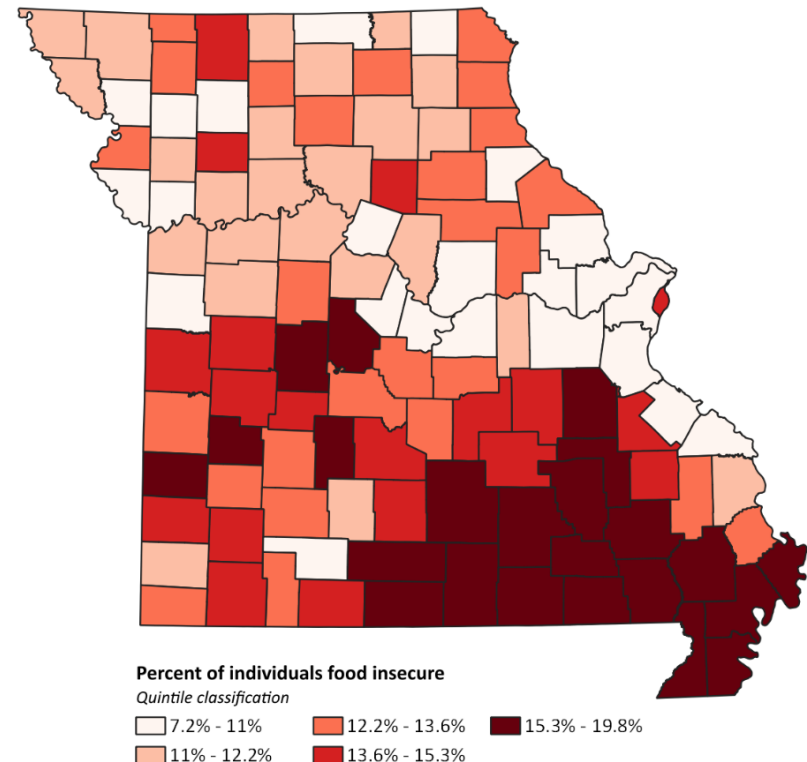 Percent of individuals food insecure
Quintile classification
7.2% - 11% 12.2% - 13.6% 15.3% - 19.8%
11% - 12.2% 13.6% - 15.3%